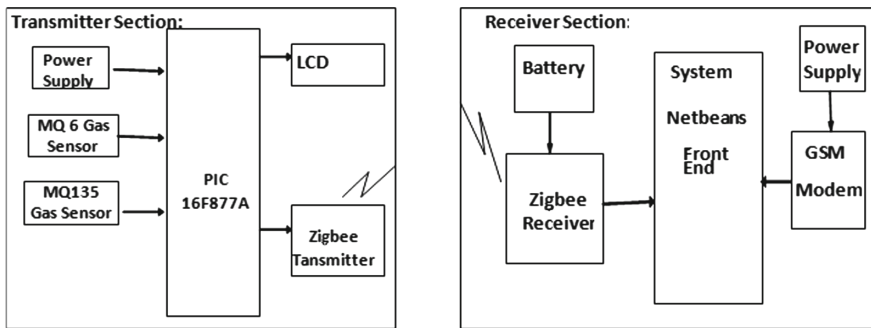 Transmitter Section:
Power
Supply
MQ 6 Gas
Sensor
MQ135
Gas Sensor
PIC
16F877A
LCD
Zigbee
Tansmitter
Receiver Section:
Battery
Zigbee
Receiver
System
Netbeans
Front
End
Power
Supply
GSM
Modem